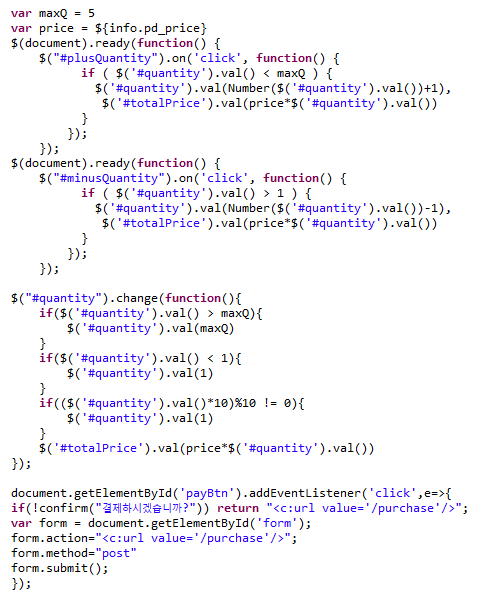 var maxQ = 5
var price = ${info.pd_price}
$(document).ready(function() {
    $("#plusQuantity").on('click', function() {
          if ( $('#quantity').val() < maxQ ) {
            $('#quantity').val(Number($('#quantity').val())+1),
             $('#totalPrice').val(price*$('#quantity').val())
          }
        });
    });
$(document).ready(function() {
    $("#minusQuantity").on('click', function() {
          if ( $('#quantity').val() > 1 ) {
            $('#quantity').val(Number($('#quantity').val())-1),
             $('#totalPrice').val(price*$('#quantity').val())
          }
        });
    });

$("#quantity").change(function(){
    if($('#quantity').val() > maxQ){
        $('#quantity').val(maxQ)
    }
    if($('#quantity').val() < 1){
        $('#quantity').val(1)
    }
    if(($('#quantity').val()*10)%10 != 0){
        $('#quantity').val(1)
    }
    $('#totalPrice').val(price*$('#quantity').val())
});

document.getElementById('payBtn').addEventListener('click',e=>{
if(!confirm("결제하시겠습니까?")) return "<c:url value='/purchase'/>";
var form = document.getElementById('form');
form.action="<c:url value='/purchase'/>";
form.method="post"
form.submit();
});